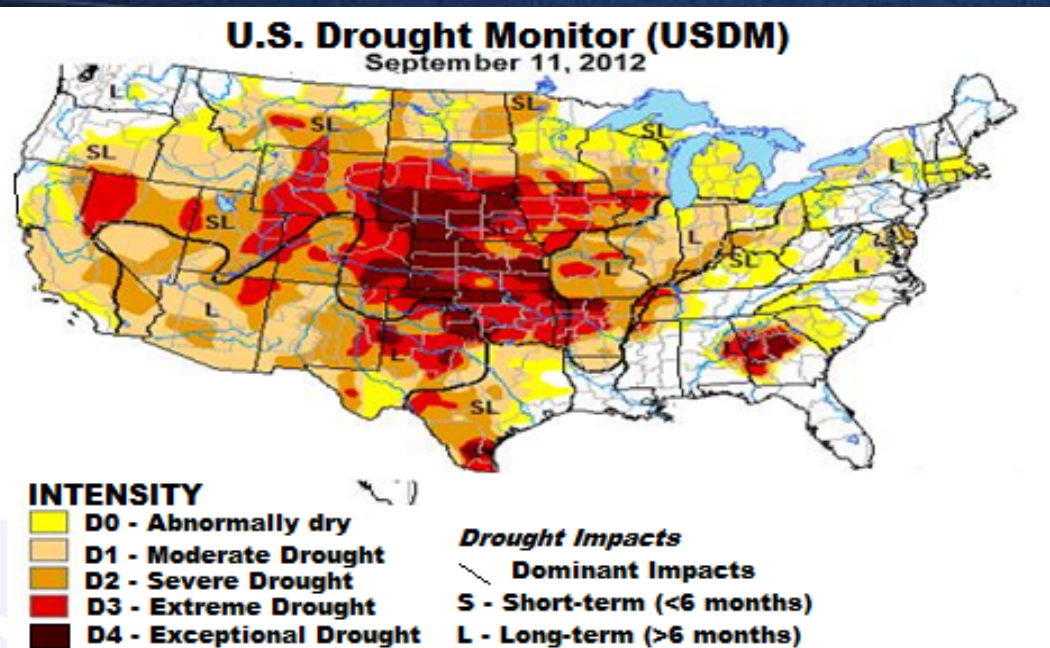 U.S. Drought Monitor (USDM)
September 11, 2012
L
SL
SL
SL
SL
SL
SL
L
L
SL
L
SL
L
L
L
SL
INTENSITY
D0 - Abnormally dry
D1 - Moderate Drought
D2 - Severe Drought
D3 - Extreme Drought
D4 - Exceptional Drought
Drought Impacts
Dominant Impacts
S - Short-term (<6 months)
L - Long-term (>6 months)